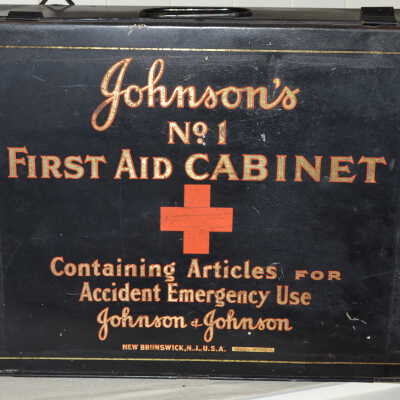 Johnson's
No 1
FIRST AID CABINET
Containing Articles FOR
Accident Emergency Use
Johnson & Johnson
NEW BRUNSWICK, N.J., U.S.A.